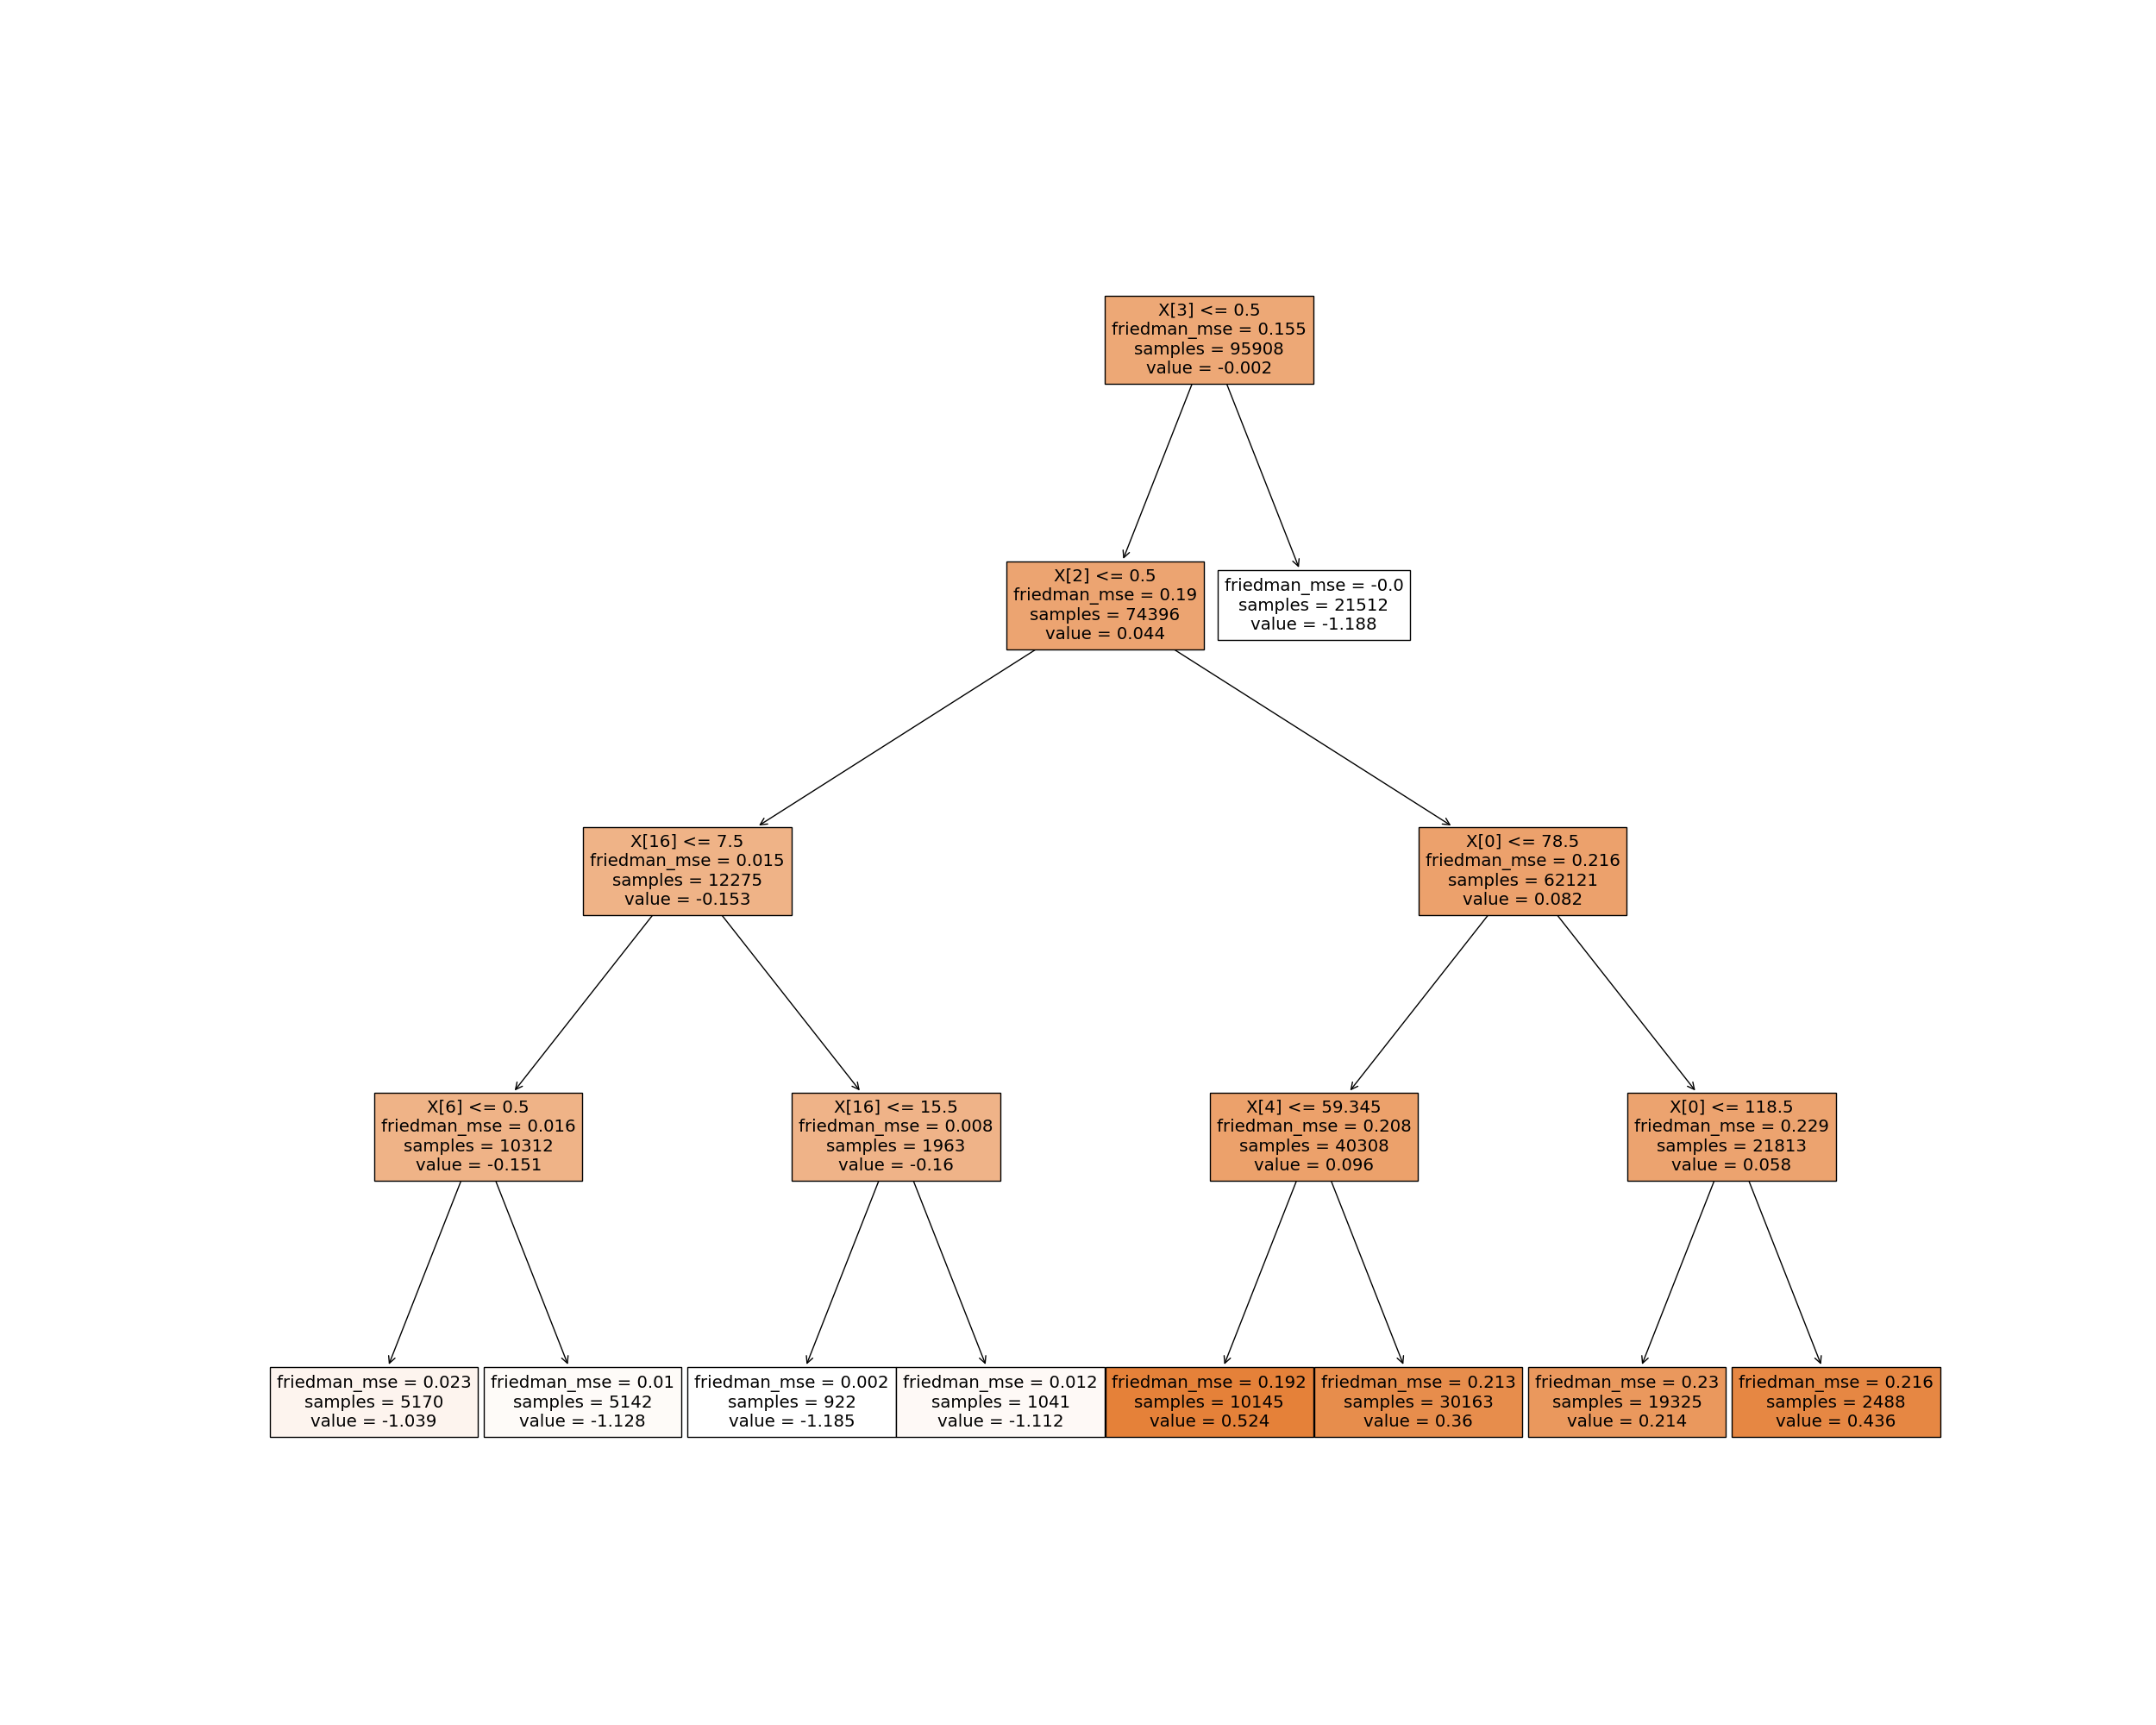 X[3] <= 0.5
friedman_mse = 0.155
samples = 95908
value = -0.002
X[2] <= 0.5
friedman_mse = 0.19
samples = 74396
value = 0.044
friedman_mse = -0.0
samples = 21512
value = -1.188
X[16] <= 7.5
friedman_mse = 0.015
samples = 12275
value = -0.153
X[0] <= 78.5
friedman_mse = 0.216
samples = 62121
value = 0.082
X[6] <= 0.5
friedman_mse = 0.016
samples = 10312
value = -0.151
X[16] <= 15.5
friedman_mse = 0.008
samples = 1963
value = -0.16
X[4] <= 59.345
friedman_mse = 0.208
samples = 40308
value = 0.096
X[0] <= 118.5
friedman_mse = 0.229
samples = 21813
value = 0.058
friedman_mse = 0.023
samples = 5170
value = -1.039
friedman_mse = 0.01
samples = 5142
value = -1.128
friedman_mse = 0.002
samples = 922
value = -1.185
friedman_mse = 0.012
samples = 1041
value = -1.112
friedman_mse = 0.192
samples = 10145
value = 0.524
friedman_mse = 0.213
samples = 30163
value = 0.36
friedman_mse = 0.23
samples = 19325
value = 0.214
friedman_mse = 0.216
samples = 2488
value = 0.436